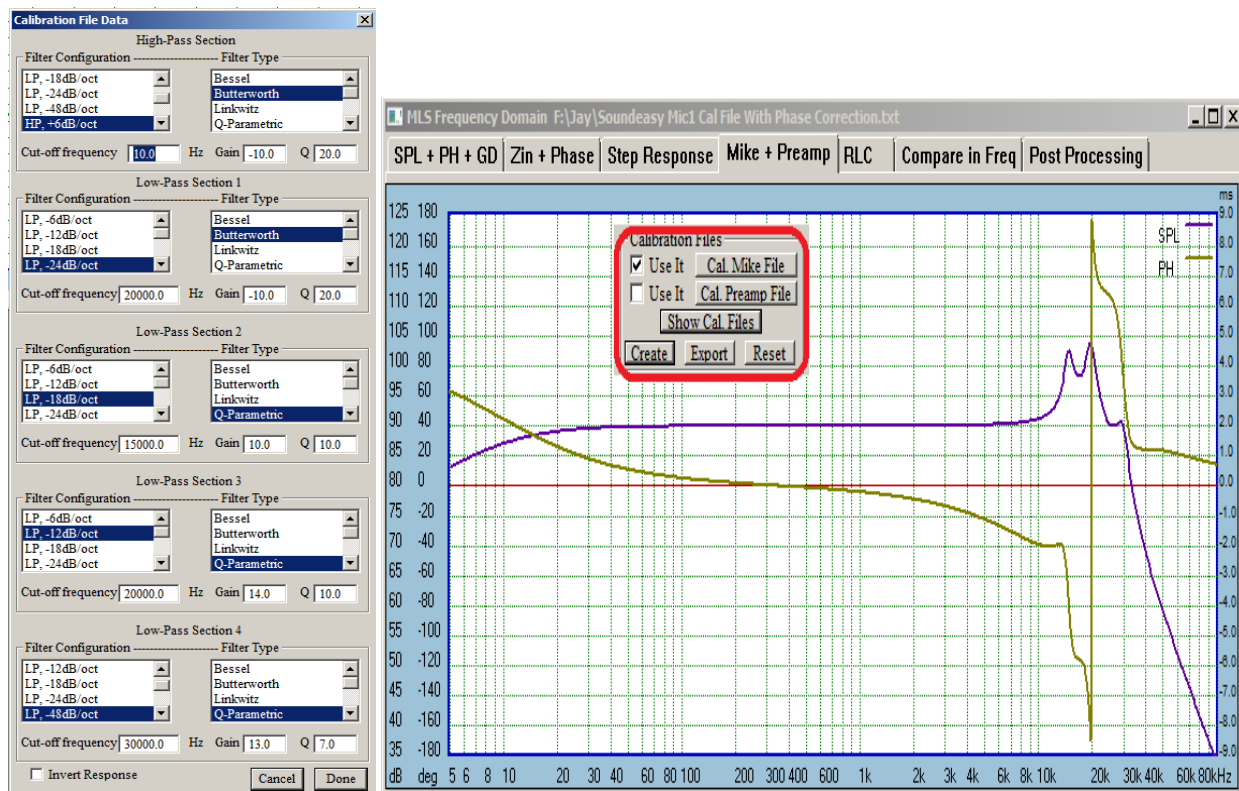 Calibration File Data
High-Pass Section
Filter Configuration -------------------- Filter Type
LP, -18dB/oct
LP, -24dB/oct
LP, -48dB/oct
HP, +6dB/oct
Bessel
Butterworth
Linkwitz
Q-Parametric
Cut-off frequency 10.0 Hz Gain -10.0 Q 20.0
Low-Pass Section 1
Filter Configuration -------------------- Filter Type
LP, -6dB/oct
LP, -12dB/oct
LP, -18dB/oct
LP, -24dB/oct
Bessel
Butterworth
Linkwitz
Q-Parametric
Cut-off frequency 20000.0 Hz Gain -10.0 Q 20.0
Low-Pass Section 2
Filter Configuration -------------------- Filter Type
LP, -6dB/oct
LP, -12dB/oct
LP, -18dB/oct
LP, -24dB/oct
Bessel
Butterworth
Linkwitz
Q-Parametric
Cut-off frequency 15000.0 Hz Gain 10.0 Q 10.0
Low-Pass Section 3
Filter Configuration -------------------- Filter Type
LP, -6dB/oct
LP, -12dB/oct
LP, -18dB/oct
LP, -24dB/oct
Bessel
Butterworth
Linkwitz
Q-Parametric
Cut-off frequency 20000.0 Hz Gain 14.0 Q 10.0
Low-Pass Section 4
Filter Configuration -------------------- Filter Type
LP, -12dB/oct
LP, -18dB/oct
LP, -24dB/oct
LP, -48dB/oct
Bessel
Butterworth
Linkwitz
Q-Parametric
Cut-off frequency 30000.0 Hz Gain 13.0 Q 7.0
Invert Response Cancel Done
MLS Frequency Domain F:\Jay\Soundeasy Mic1 Cal File With Phase Correction.txt
SPL + PH + GD Zin + Phase Step Response Mike + Preamp RLC Compare in Freq Post Processing
ms
125 180 9.0
120 160 8.0
115 140 7.0
110 120 6.0
105 100 5.0
100 80 4.0
95 60 3.0
90 40 2.0
85 20 1.0
80 0 0.0
75 -20 -1.0
70 -40 -2.0
65 -60 -3.0
60 -80 -4.0
55 -100 -5.0
50 -120 -6.0
45 -140 -7.0
40 -160 -8.0
35 -180 -9.0
SPL
PH
Calibration Files
Use It Cal. Mike File
Use It Cal. Preamp File
Show Cal. Files
Create Export Reset
dB deg 5 6 8 10 20 30 40 60 80 100 200 300 400 600 1k 2k 3k 4k 6k 8k 10k 20k 30k 40k 60k 80kHz